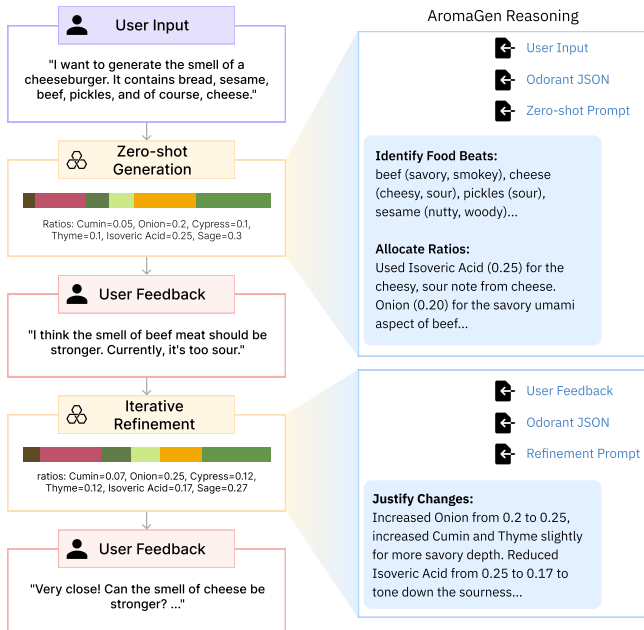 User Input
"I want to generate the smell of a
cheeseburger. It contains bread, sesame,
beef, pickles, and of course, cheese."
Zero-shot
Generation
Ratios: Cumin=0.05, Onion=0.2, Cypress=0.1,
Thyme=0.1, Isoveric Acid=0.25, Sage=0.3
User Feedback
"I think the smell of beef meat should be
stronger. Currently, it's too sour."
Iterative
Refinement
ratios: Cumin=0.07, Onion=0.25, Cypress=0.12,
Thyme=0.12, Isoveric Acid=0.17, Sage=0.27
User Feedback
"Very close! Can the smell of cheese be
stronger? ..."
AromaGen Reasoning
User Input
Odorant JSON
Zero-shot Prompt
Identify Food Beats:
beef (savory, smokey), cheese
(cheesy, sour), pickles (sour),
sesame (nutty, woody)...
Allocate Ratios:
Used Isoveric Acid (0.25) for the
cheesy, sour note from cheese.
Onion (0.20) for the savory umami
aspect of beef...
User Feedback
Odorant JSON
Refinement Prompt
Justify Changes:
Increased Onion from 0.2 to 0.25,
increased Cumin and Thyme slightly
for more savory depth. Reduced
Isoveric Acid from 0.25 to 0.17 to
tone down the sourness...